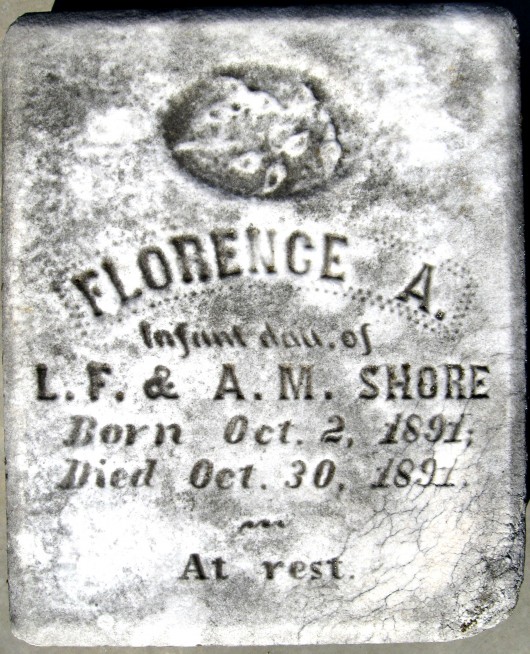 FLORENCE A.
Infant dau. of
L. F. & A. M. SHORE
Born Oct. 2, 1891;
Died Oct. 30, 1891.
At rest.